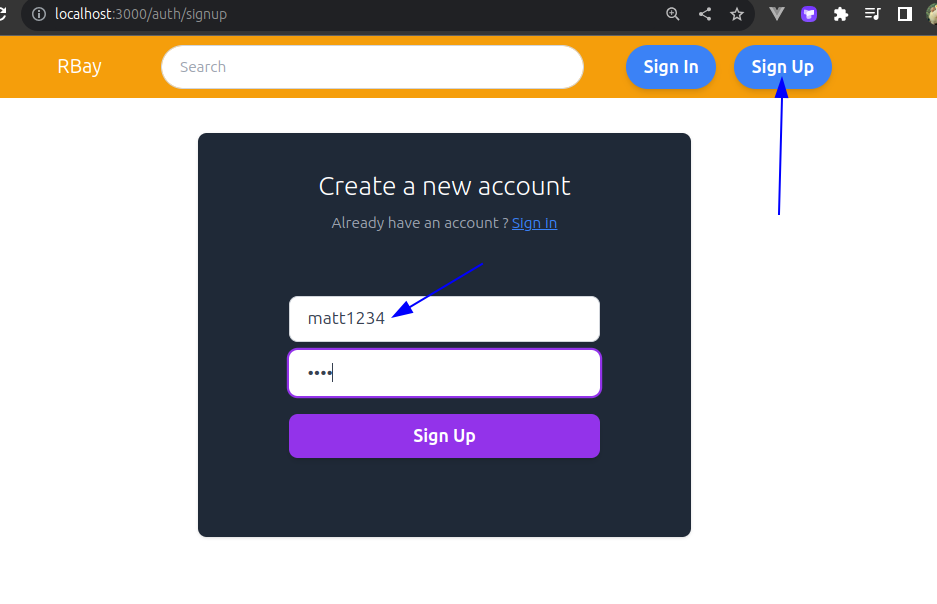 localhost:3000/auth/signup
RBay
Search
Sign In
Sign Up
Create a new account
Already have an account ? Sign In
matt1234
••••
Sign Up